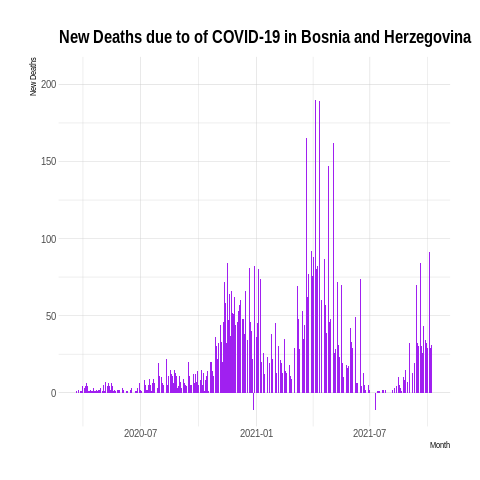 New Deaths due to of COVID-19 in Bosnia and Herzegovina
New Deaths
200
150
100
50
0
2020-07 2021-01 2021-07
Month